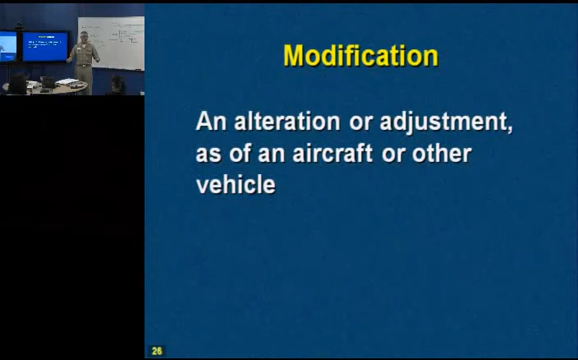 Modification
An alteration or adjustment,
as of an aircraft or other
vehicle
26